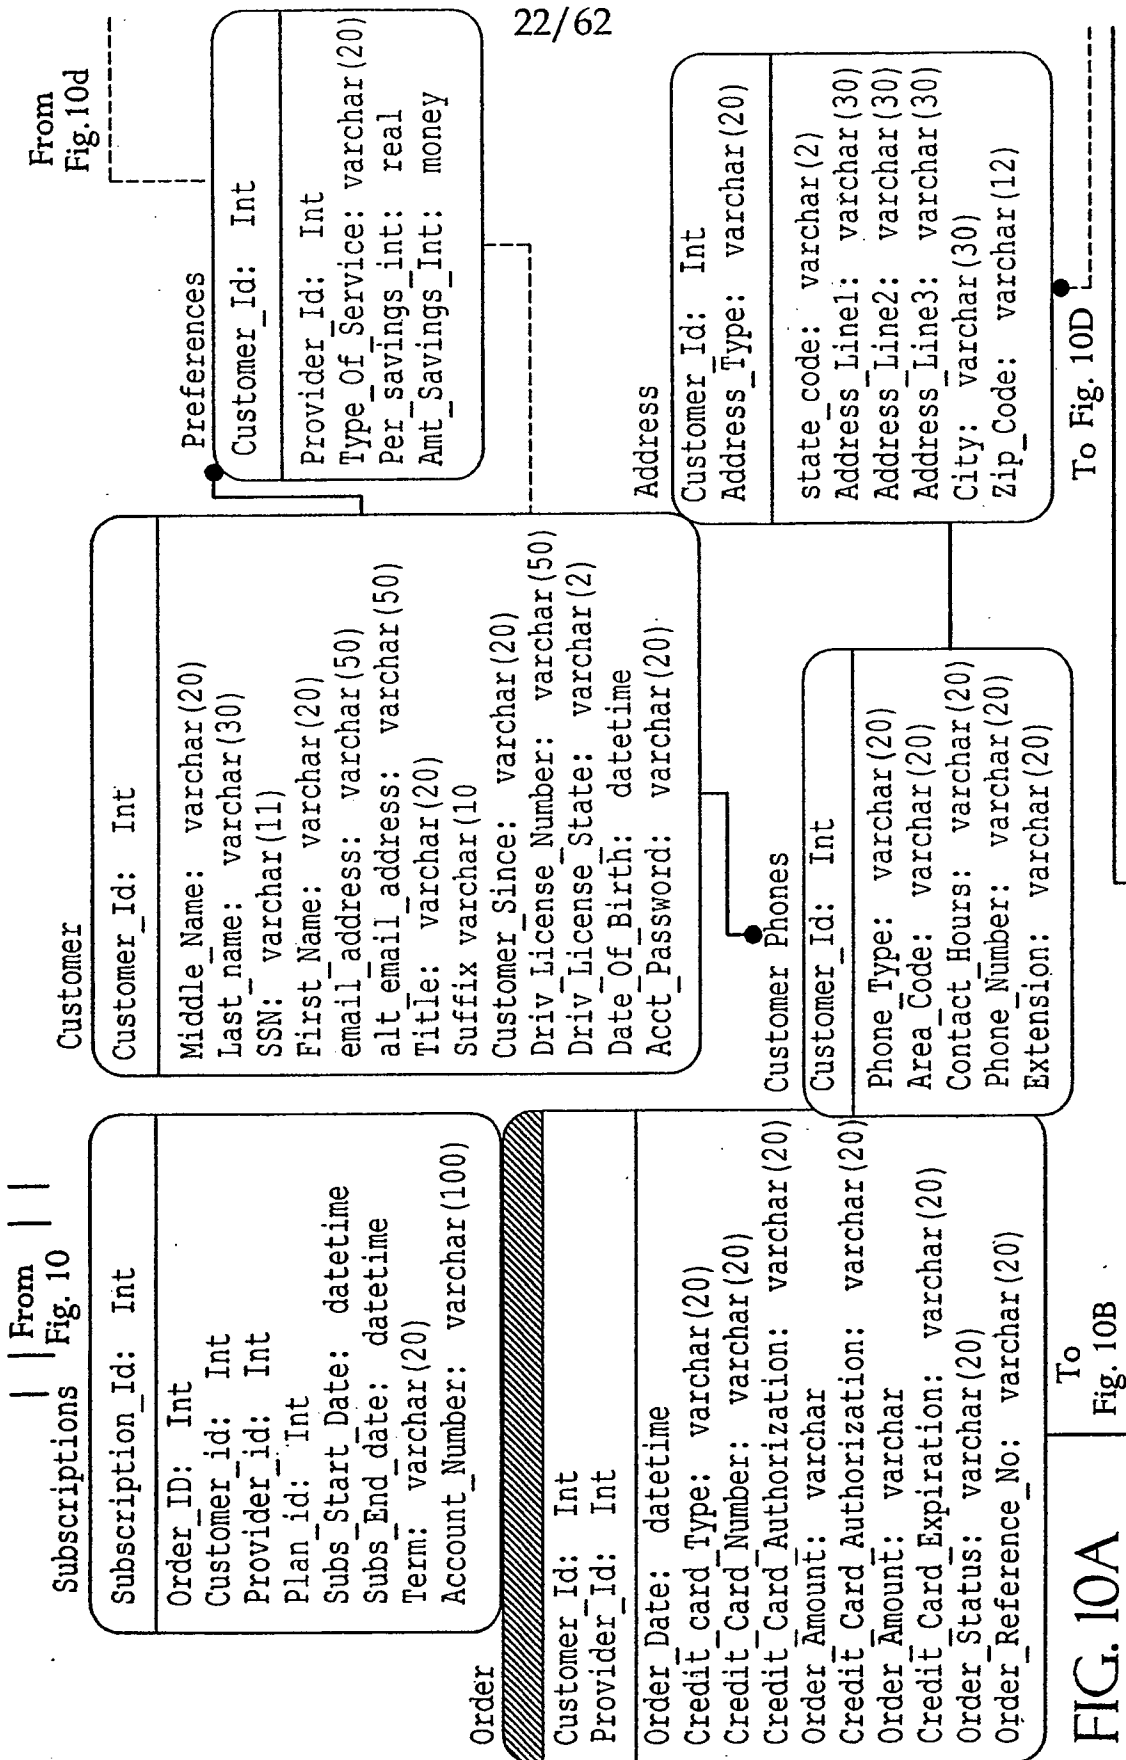 22/62
From
Fig. 10
Subscriptions
Subscription_Id: Int
Order_ID: Int
Customer_id: Int
Provider_id: Int
Plan_id: Int
Subs_Start_Date: datetime
Subs_End_date: datetime
Term: varchar(20)
Account_Number: varchar(100)
Order
Customer_Id: Int
Provider_Id: Int
Order_Date: datetime
Credit_card_Type: varchar(20)
Credit_Card_Number: varchar(20)
Credit_Card_Authorization: varchar(20)
Order_Amount: varchar
Credit_Card_Authorization: varchar(20)
Order_Amount: varchar
Credit_Card_Expiration: varchar(20)
Order_Status: varchar(20)
Order_Reference_No: varchar(20)
To
Fig. 10B
Customer
Customer_Id: Int
Middle_Name: varchar(20)
Last_name: varchar(30)
SSN: varchar(11)
First_Name: varchar(20)
email_address: varchar(50)
alt_email_address: varchar(50)
Title: varchar(20)
Suffix varchar(10
Customer_Since: varchar(20)
Driv_License_Number: varchar(50)
Driv_License_State: varchar(2)
Date_Of_Birth: datetime
Acct_Password: varchar(20)
Customer Phones
Customer_Id: Int
Phone_Type: varchar(20)
Area_Code: varchar(20)
Contact_Hours: varchar(20)
Phone_Number: varchar(20)
Extension: varchar(20)
From
Fig.10d
Preferences
Customer_Id: Int
Provider_Id: Int
Type_Of_Service: varchar(20)
Per_savings_int: real
Amt_Savings_Int: money
Address
Customer_Id: Int
Address_Type: varchar(20)
state_code: varchar(2)
Address_Line1: varchar(30)
Address_Line2: varchar(30)
Address_Line3: varchar(30)
City: varchar(30)
Zip_Code: varchar(12)
To Fig. 10D
FIG. 10A